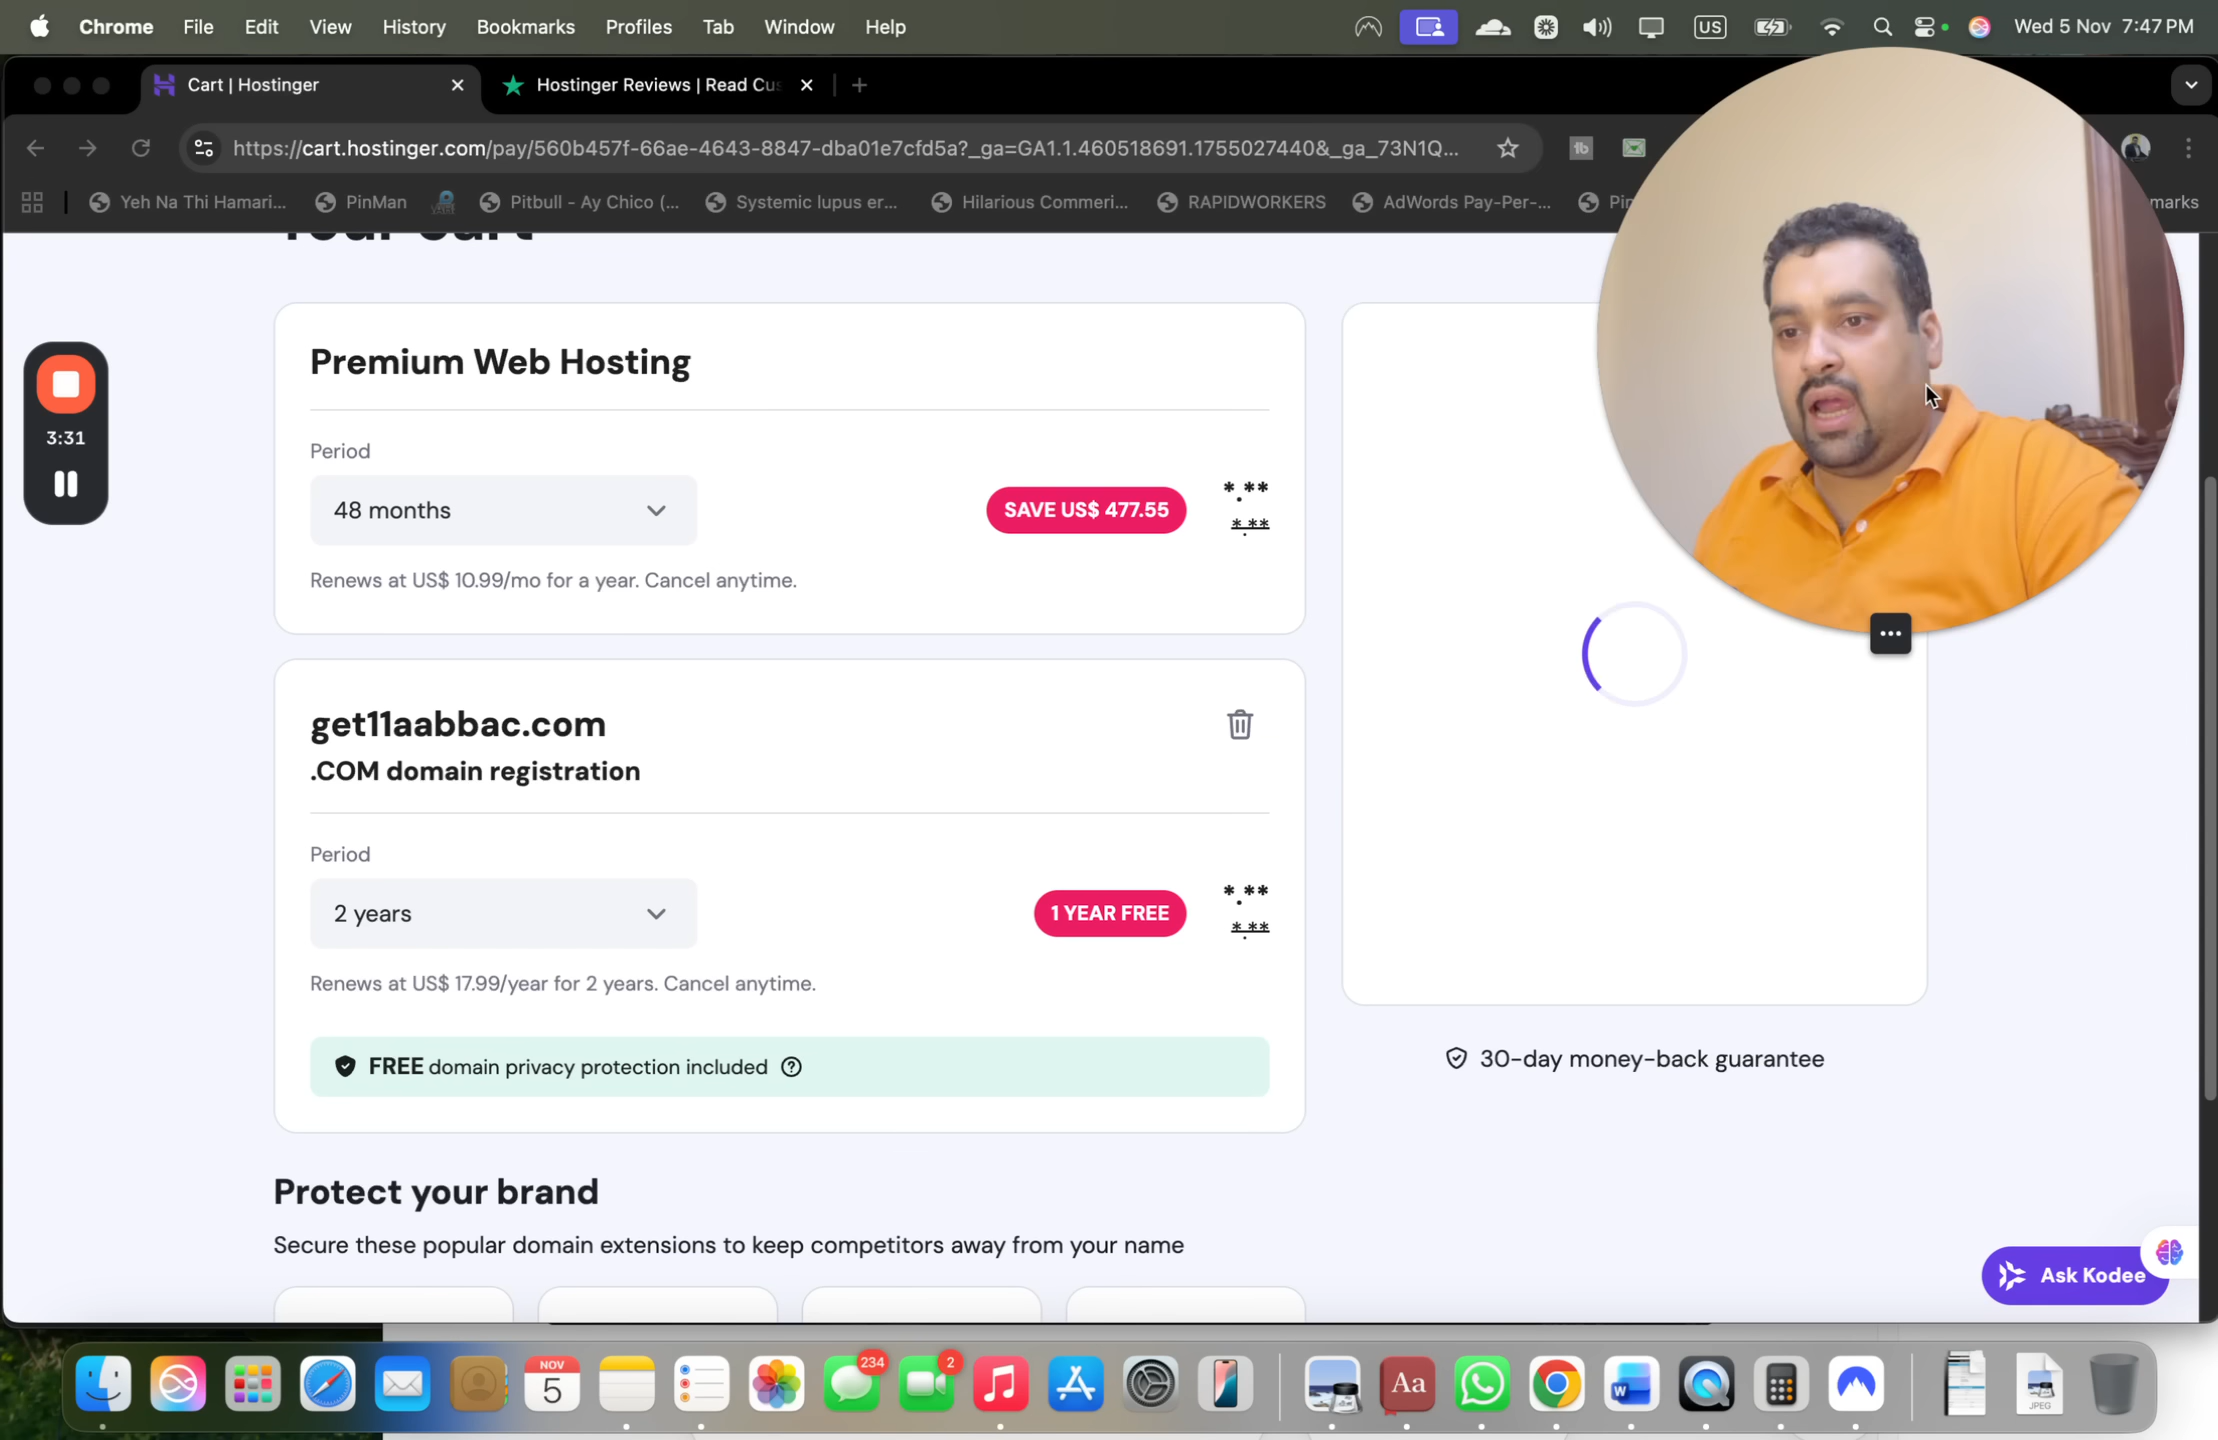 Chrome File Edit View History Bookmarks Profiles Tab Window Help US Wed 5 Nov 7:47 PM
Cart | Hostinger Hostinger Reviews | Read Cus
https://cart.hostinger.com/pay/560b457f-66ae-4643-8847-dba01e7cfd5a?_ga=GA1.1.460518691.1755027440&_ga_73N1Q...
Yeh Na Thi Hamari... PinMan Pitbull - Ay Chico (... Systemic lupus er... Hilarious Commeri... RAPIDWORKERS AdWords Pay-Per-... marks
Your cart
Premium Web Hosting
Period
48 months
SAVE US$ 477.55
*.**
*.**
Renews at US$ 10.99/mo for a year. Cancel anytime.
3:31
get11aabbac.com
.COM domain registration
Period
2 years
1 YEAR FREE
*.**
*.**
Renews at US$ 17.99/year for 2 years. Cancel anytime.
FREE domain privacy protection included
30-day money-back guarantee
Protect your brand
Secure these popular domain extensions to keep competitors away from your name
Ask Kodee
NOV
5
234
2
Aa
W
JPEG